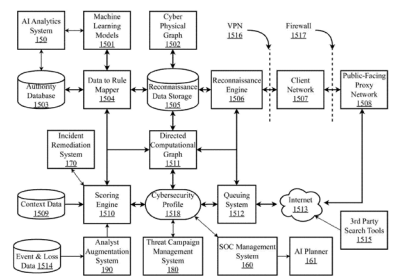 AI Analytics
System
150
Machine
Learning
Models
1501
Cyber
Physical
Graph
1502
VPN
1516
Firewall
1517
Authority
Database
1503
Data to Rule
Mapper
1504
Reconnaissance
Data Storage
1505
Reconnaissance
Engine
1506
Client
Network
1507
Public-Facing
Proxy
Network
1508
Incident
Remediation
System
170
Directed
Computational
Graph
1511
Context Data
1509
Scoring
Engine
1510
Cybersecurity
Profile
1518
Queuing
System
1512
Internet
1513
3rd Party
Search Tools
1515
Event & Loss
Data 1514
Analyst
Augmentation
System
190
Threat Campaign
Management System
180
SOC Management
System
160
AI Planner
161